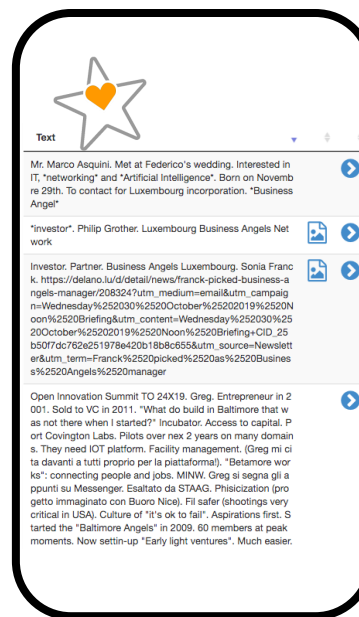 Text
Mr. Marco Asquini. Met at Federico's wedding. Interested in
IT, *networking* and *Artificial Intelligence*. Born on Novemb
re 29th. To contact for Luxembourg incorporation. *Business
Angel*
*investor*. Philip Grother. Luxembourg Business Angels Net
work
Investor. Partner. Business Angels Luxembourg. Sonia Franc
k. https://delano.lu/d/detail/news/franck-picked-business-a
ngels-manager/208324?utm_medium=email&utm_campaig
n=Wednesday%252030%2520October%25202019%2520N
oon%2520Briefing&utm_content=Wednesday%252030%25
20October%25202019%2520Noon%2520Briefing+CID_25
b50f7dc762e251978e420b18b8c655&utm_source=Newslett
er&utm_term=Franck%2520picked%2520as%2520Busines
s%2520Angels%2520manager
Open Innovation Summit TO 24X19. Greg. Entrepreneur in 2
001. Sold to VC in 2011. "What do build in Baltimore that w
as not there when I started?" Incubator. Access to capital. P
ort Covington Labs. Pilots over nex 2 years on many domain
s. They need IOT platform. Facility management. (Greg mi ci
ta davanti a tutti proprio per la piattaforma!). "Betamore wor
ks": connecting people and jobs. MINW. Greg si segna gli a
ppunti su Messenger. Esaltato da STAAG. Phisicization (pro
getto immaginato con Buoro Nice). Fil safer (shootings very
critical in USA). Culture of "it's ok to fail". Aspirations first. S
tarted the "Baltimore Angels" in 2009. 60 members at peak
moments. Now settin-up "Early light ventures". Much easier.